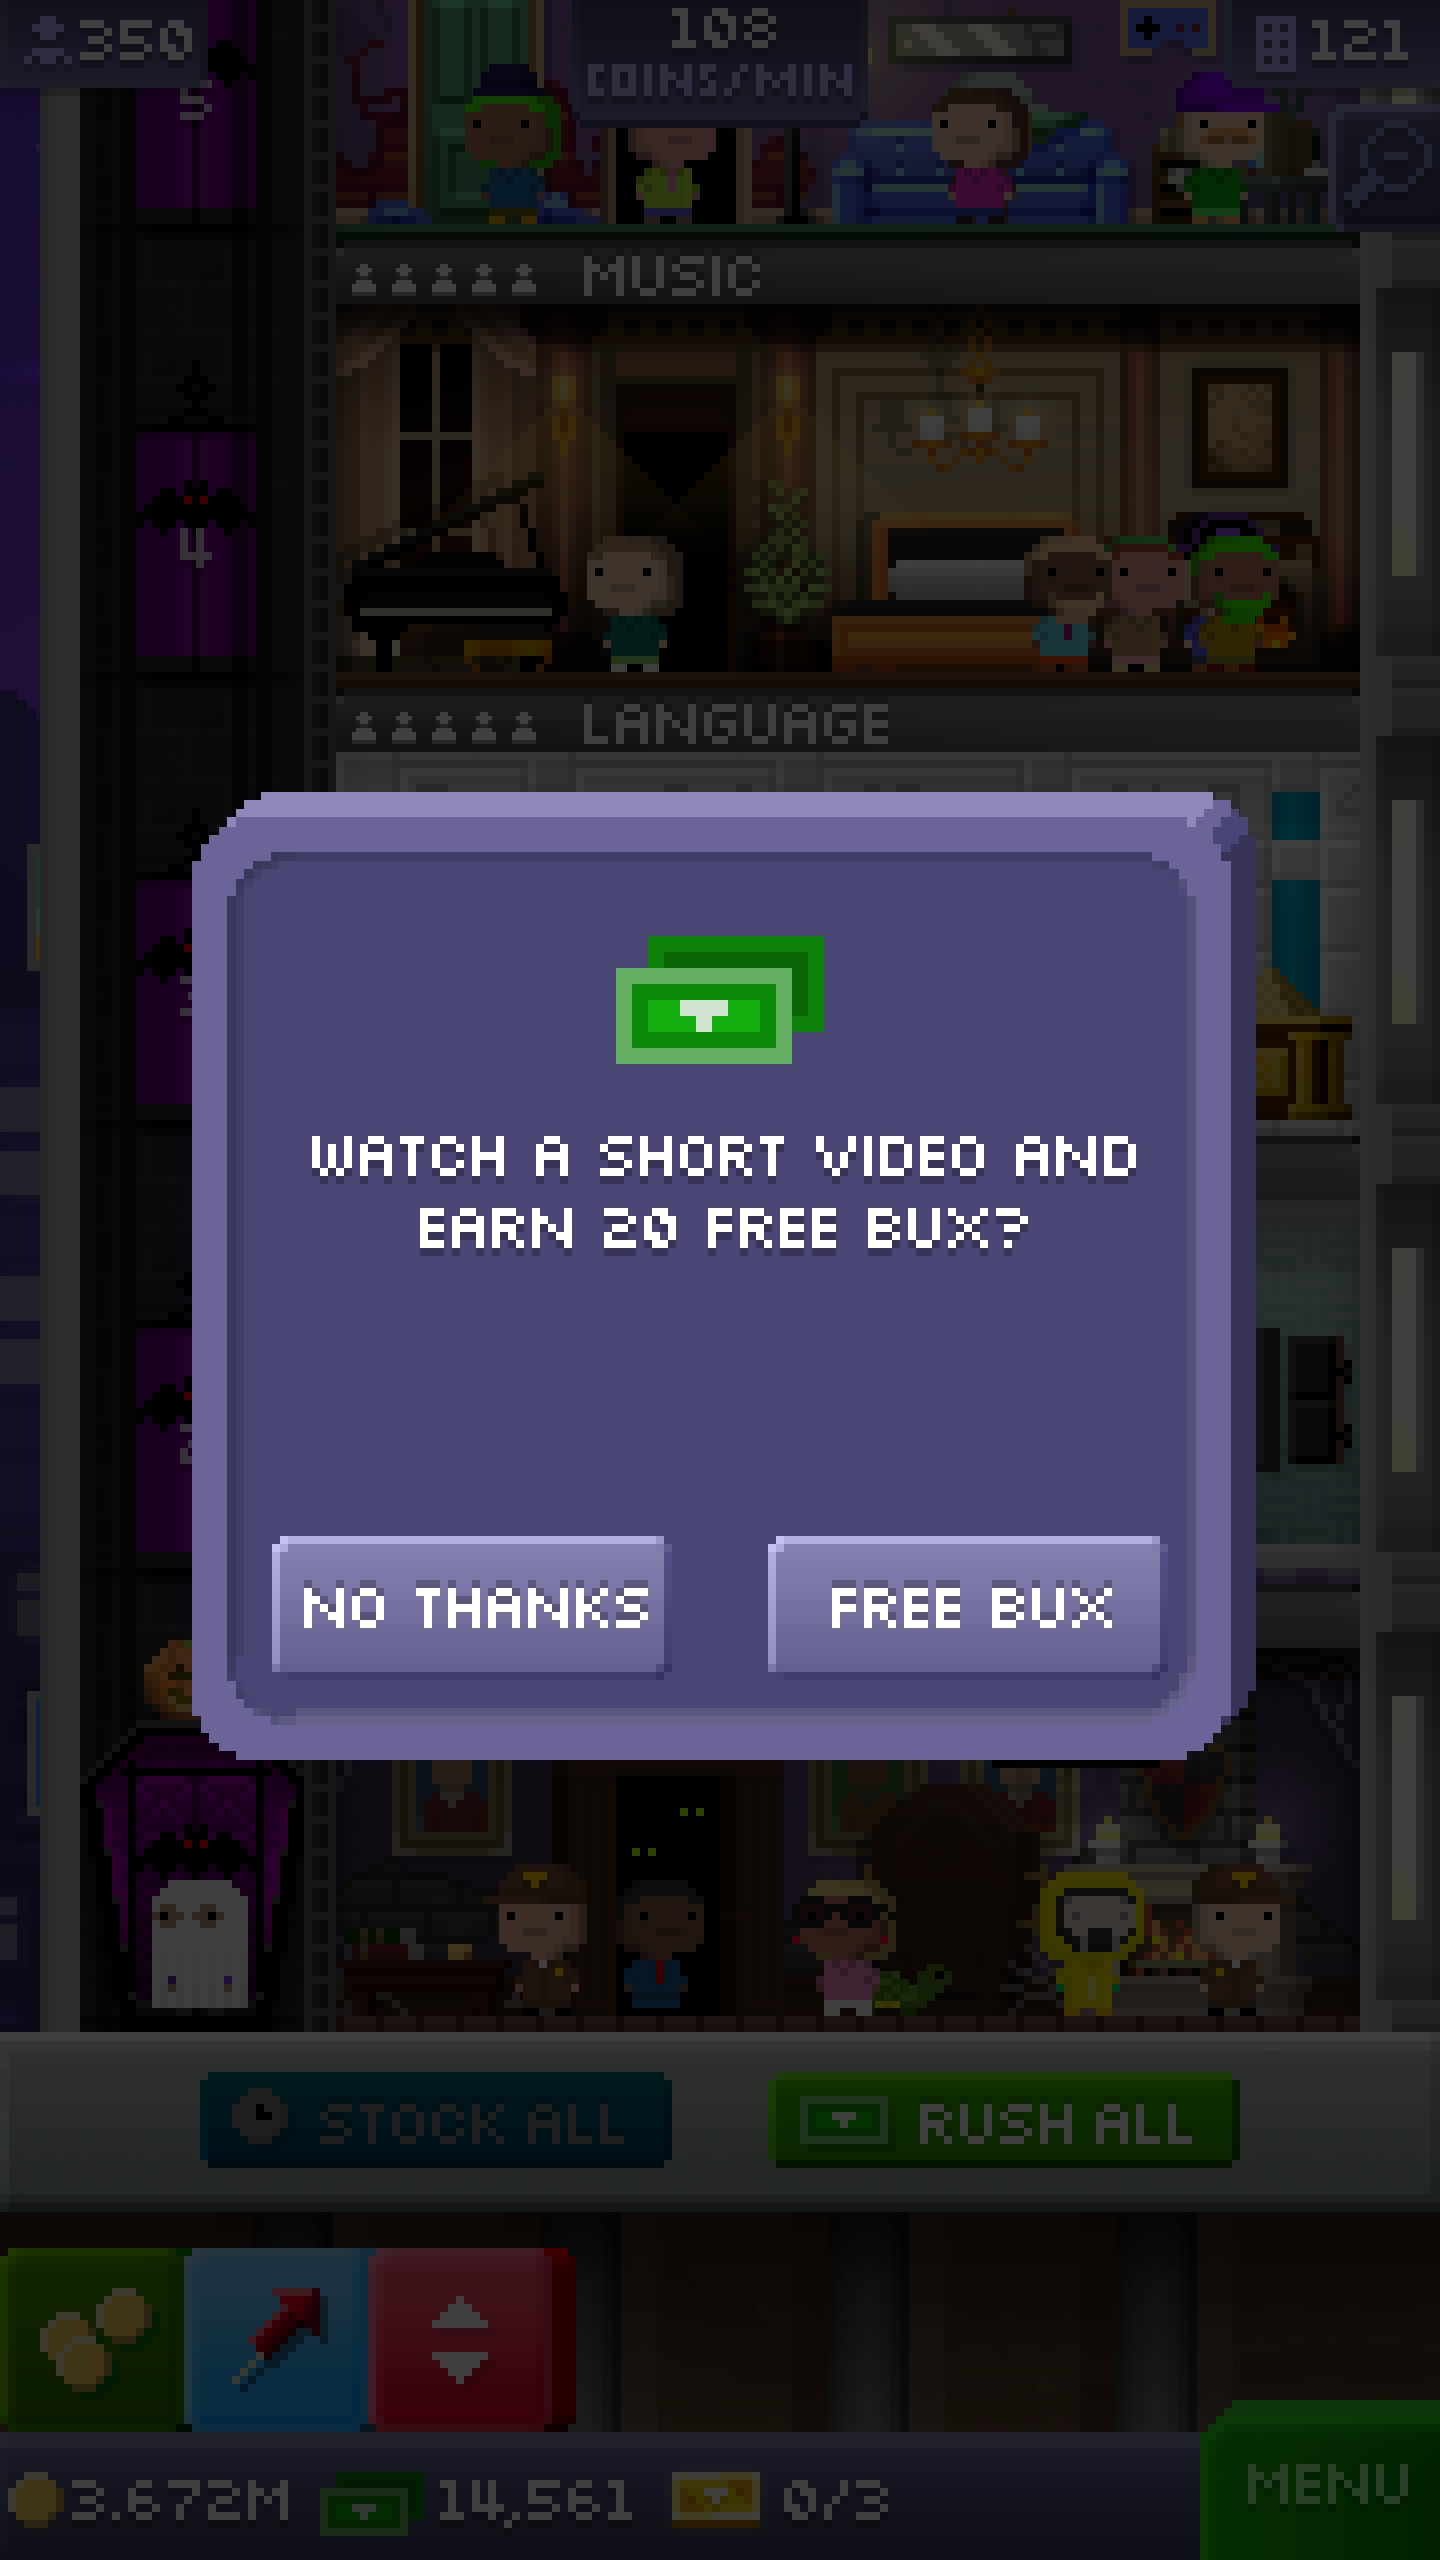 350
108
COINS/MIN
121
5
MUSIC
4
LANGUAGE
WATCH A SHORT VIDEO AND
EARN 20 FREE BUX?
NO THANKS
FREE BUX
STOCK ALL
RUSH ALL
3.672M
14,561
0/3
MENU